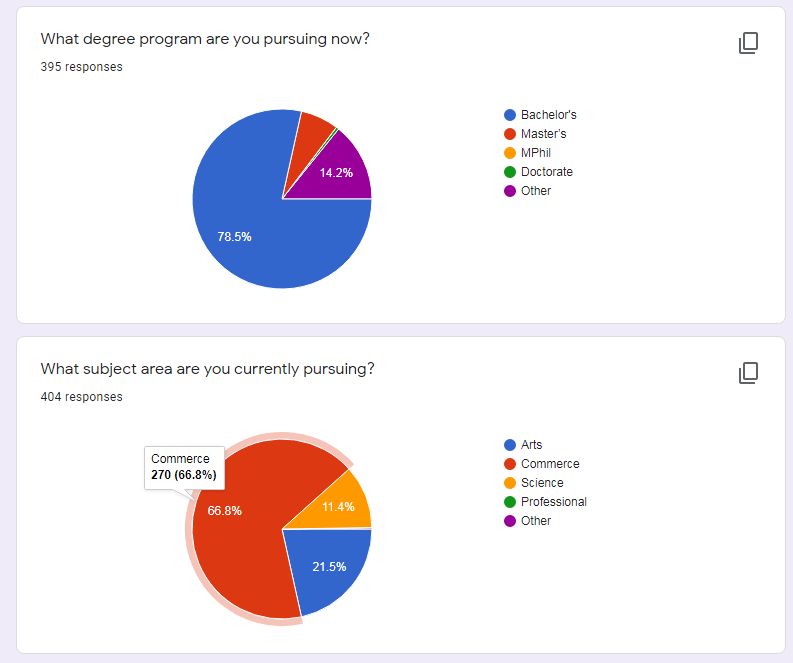 What degree program are you pursuing now?
395 responses
Bachelor's
Master's
MPhil
Doctorate
Other
14.2%
78.5%
What subject area are you currently pursuing?
404 responses
Arts
Commerce
Science
Professional
Other
Commerce
270 (66.8%)
66.8%
11.4%
21.5%